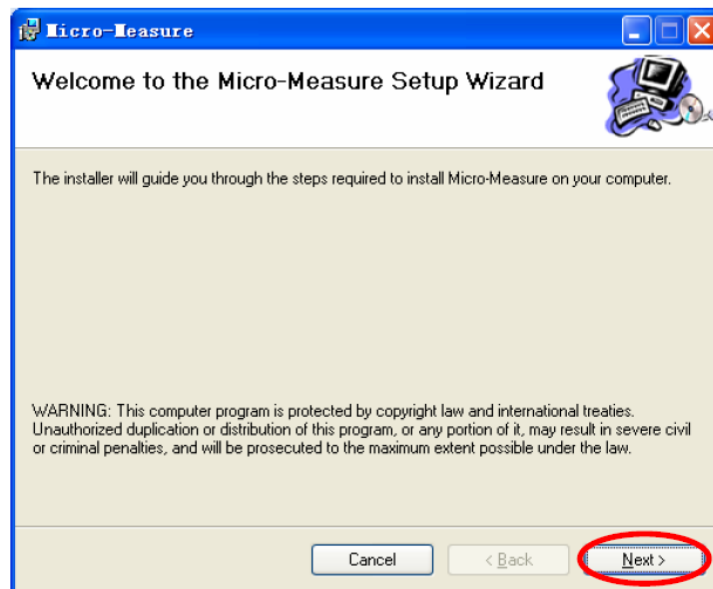 Micro-Measure
Welcome to the Micro-Measure Setup Wizard
The installer will guide you through the steps required to install Micro-Measure on your computer.
WARNING: This computer program is protected by copyright law and international treaties.
Unauthorized duplication or distribution of this program, or any portion of it, may result in severe civil
or criminal penalties, and will be prosecuted to the maximum extent possible under the law.
Cancel < Back Next >